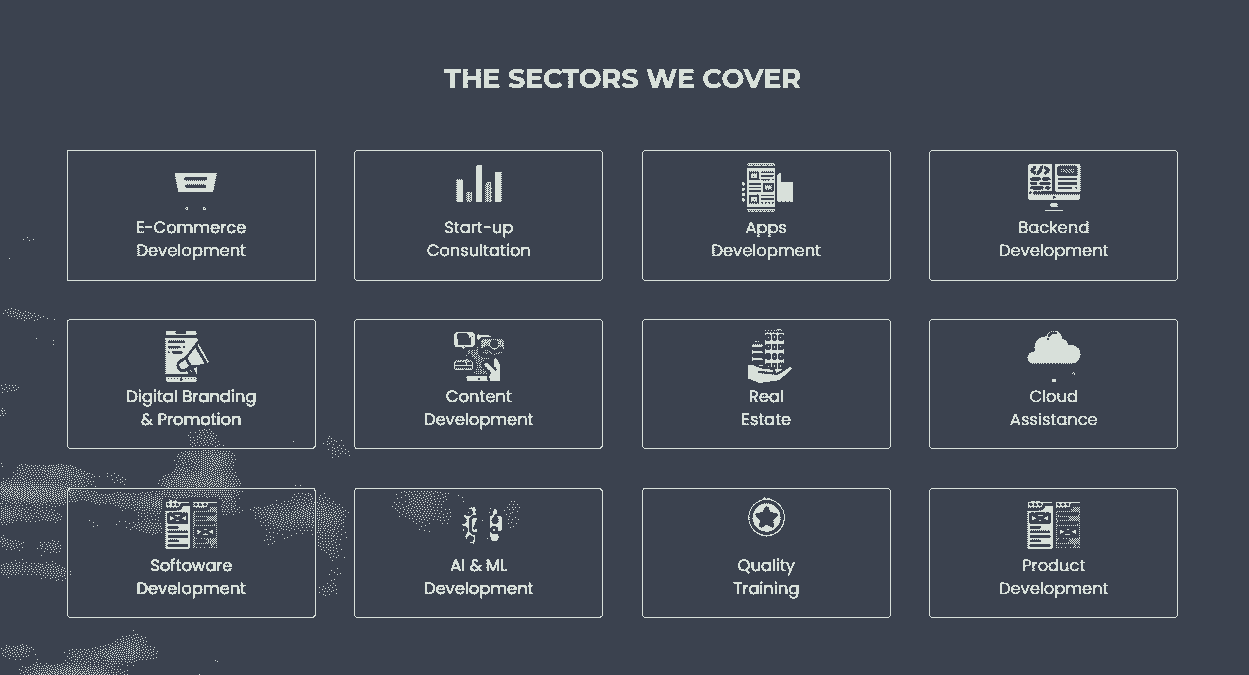 THE SECTORS WE COVER
E-Commerce
Development
Start-up
Consultation
Apps
Development
Backend
Development
Digital Branding
& Promotion
Content
Development
Real
Estate
Cloud
Assistance
Softoware
Development
AI & ML
Development
Quality
Training
Product
Development